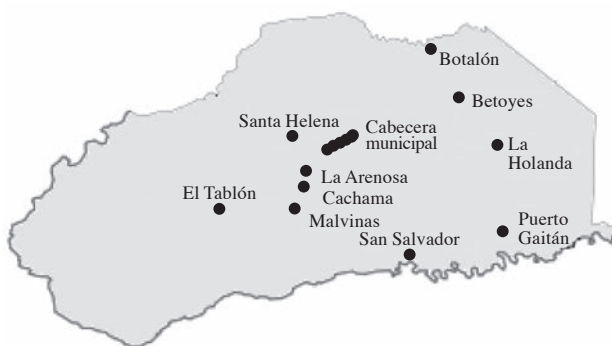 Botalón
Betoyes
Santa Helena
Cabecera
municipal
La
Holanda
La Arenosa
El Tablón
Cachama
Malvinas
Puerto
Gaitán
San Salvador